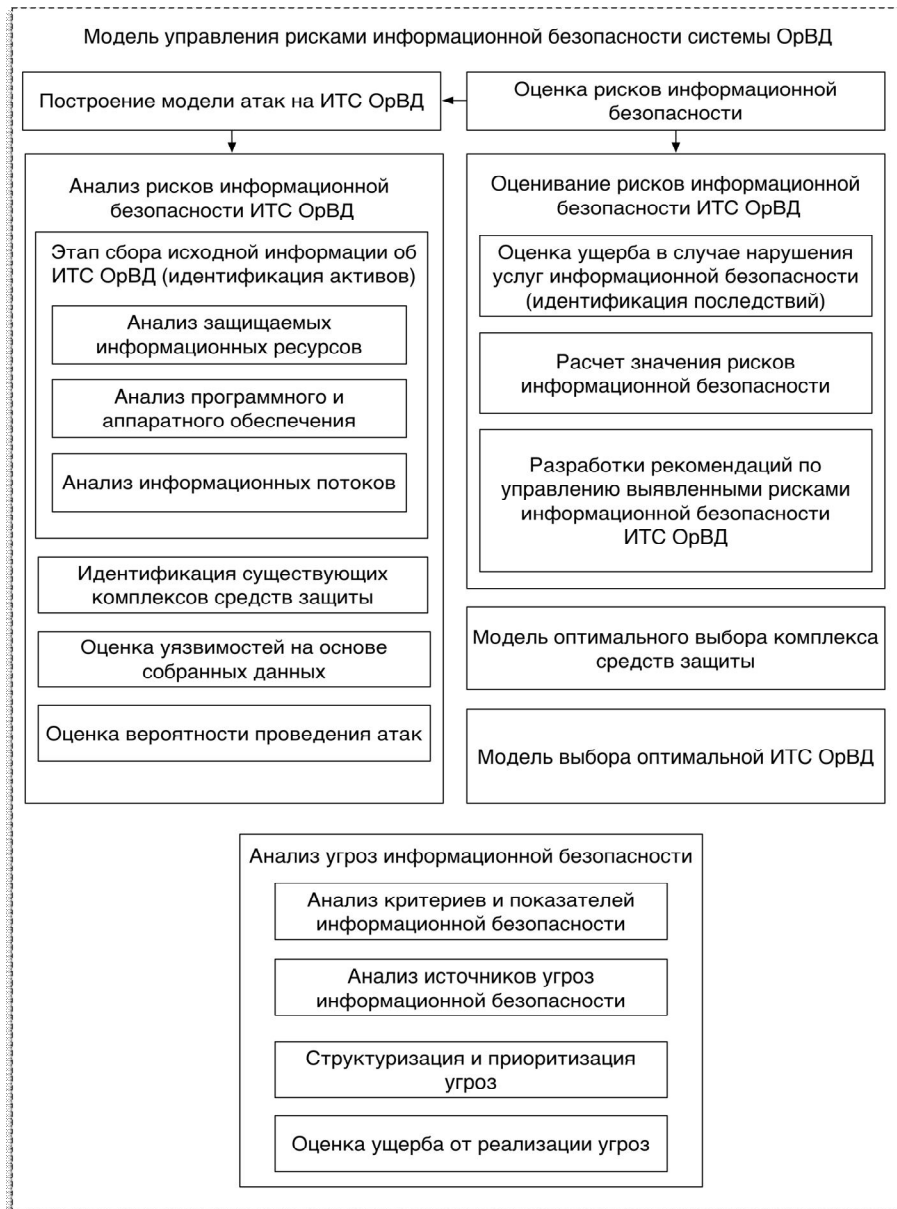 Модель управления рисками информационной безопасности системы ОрВД
Построение модели атак на ИТС ОрВД
Оценка рисков информационной
безопасности
Анализ рисков информационной
безопасности ИТС ОрВД
Этап сбора исходной информации об
ИТС ОрВД (идентификация активов)
Анализ защищаемых
информационных ресурсов
Анализ программного и
аппаратного обеспечения
Анализ информационных потоков
Идентификация существующих
комплексов средств защиты
Оценка уязвимостей на основе
собранных данных
Оценка вероятности проведения атак
Оценивание рисков информационной
безопасности ИТС ОрВД
Оценка ущерба в случае нарушения
услуг информационной безопасности
(идентификация последствий)
Расчет значения рисков
информационной безопасности
Разработки рекомендаций по
управлению выявленными рисками
информационной безопасности
ИТС ОрВД
Модель оптимального выбора комплекса
средств защиты
Модель выбора оптимальной ИТС ОрВД
Анализ угроз информационной безопасности
Анализ критериев и показателей
информационной безопасности
Анализ источников угроз
информационной безопасности
Структуризация и приоритизация
угроз
Оценка ущерба от реализации угроз